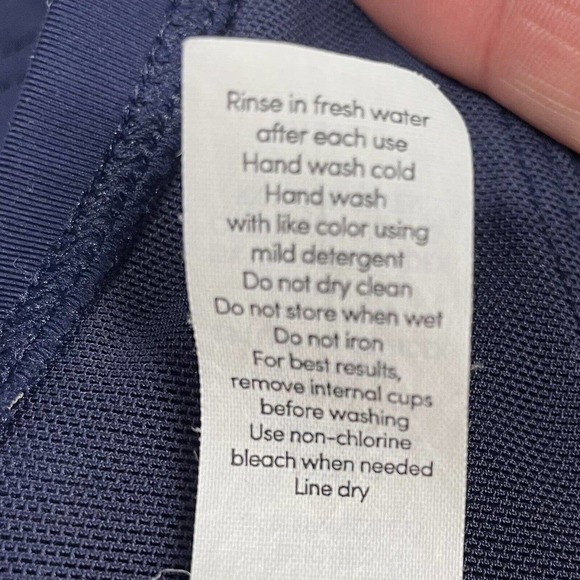 Rinse in fresh water
after each use
Hand wash cold
Hand wash
with like color using
mild detergent
Do not dry clean
Do not store when wet
Do not iron
For best results,
remove internal cups
before washing
Use non-chlorine
bleach when needed
Line dry